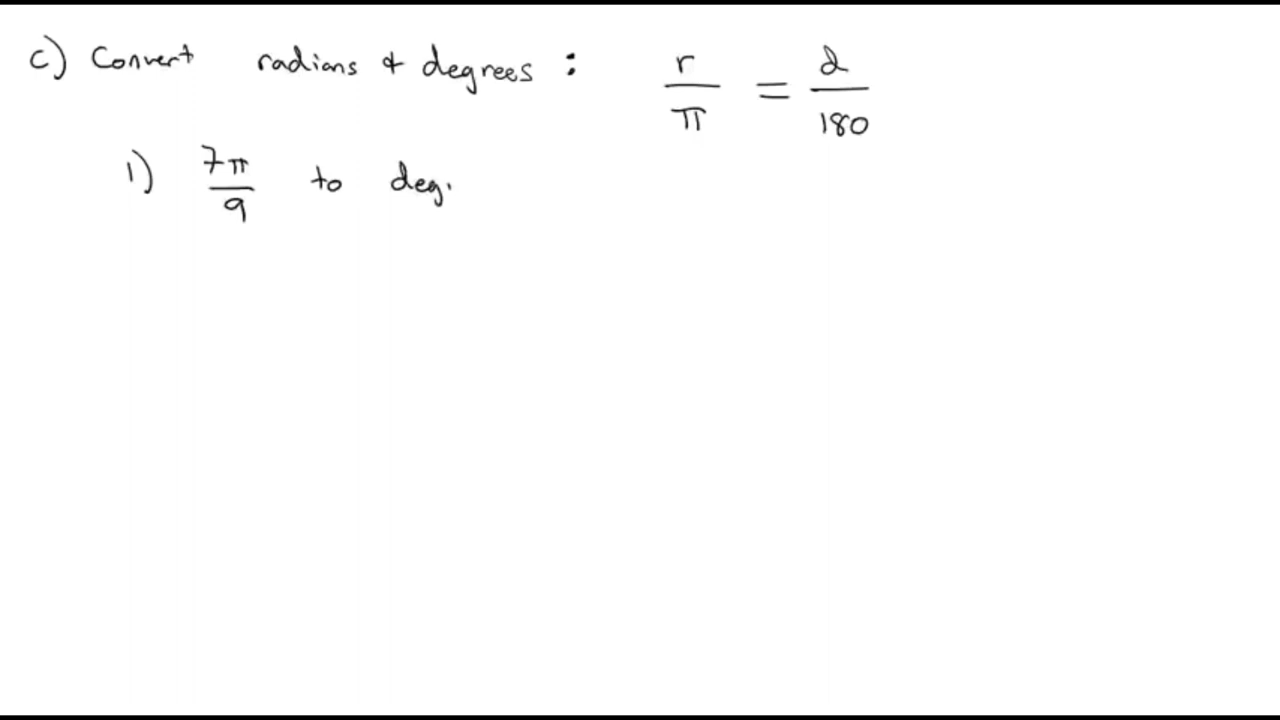 c) Convert radians & degrees : r/π = d/180
1) 7π/9 to deg.